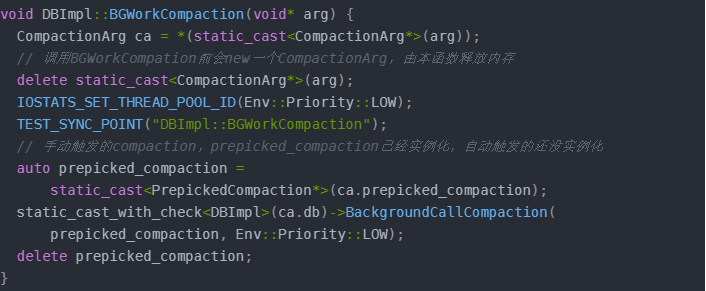 void DBImpl::BGWorkCompaction(void* arg) {
  CompactionArg ca = *(static_cast<CompactionArg*>(arg));
  // 调用BGWorkCompation前会new一个CompactionArg，由本函数释放内存
  delete static_cast<CompactionArg*>(arg);
  IOSTATS_SET_THREAD_POOL_ID(Env::Priority::LOW);
  TEST_SYNC_POINT("DBImpl::BGWorkCompaction");
  // 手动触发的compaction，prepicked_compaction已经实例化，自动触发的还没实例化
  auto prepicked_compaction =
      static_cast<PrepickedCompaction*>(ca.prepicked_compaction);
  static_cast_with_check<DBImpl>(ca.db)->BackgroundCallCompaction(
      prepicked_compaction, Env::Priority::LOW);
  delete prepicked_compaction;
}